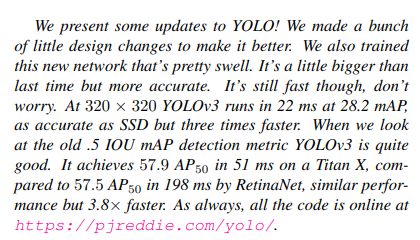 We present some updates to YOLO! We made a bunch
of little design changes to make it better. We also trained
this new network that's pretty swell. It's a little bigger than
last time but more accurate. It's still fast though, don't
worry. At 320 × 320 YOLOv3 runs in 22 ms at 28.2 mAP,
as accurate as SSD but three times faster. When we look
at the old .5 IOU mAP detection metric YOLOv3 is quite
good. It achieves 57.9 AP₅₀ in 51 ms on a Titan X, com-
pared to 57.5 AP₅₀ in 198 ms by RetinaNet, similar perfor-
mance but 3.8× faster. As always, all the code is online at
https://pjreddie.com/yolo/.